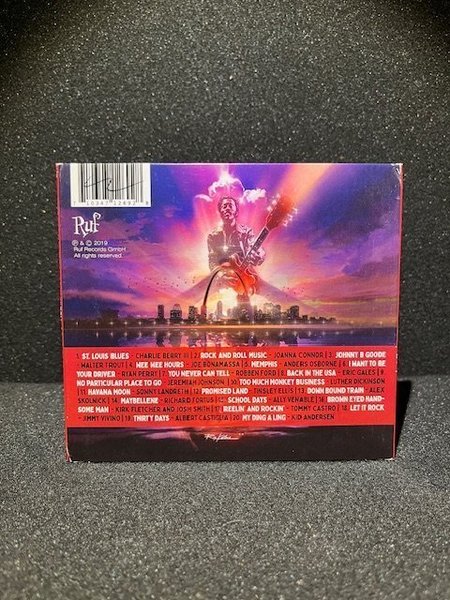 7 10347 12692 8
Ruf
℗ & © 2019
Ruf Records GmbH
All rights reserved.
1. ST. LOUIS BLUES - CHARLIE BERRY III | 2. ROCK AND ROLL MUSIC - JOANNA CONNOR | 3. JOHNNY B GOODE
- WALTER TROUT | 4. WEE WEE HOURS - JOE BONAMASSA | 5. MEMPHIS - ANDERS OSBORNE | 6. I WANT TO BE
YOUR DRIVER - RYAN PERRY | 7. YOU NEVER CAN TELL - ROBBEN FORD | 8. BACK IN THE USA - ERIC GALES | 9.
NO PARTICULAR PLACE TO GO - JEREMIAH JOHNSON | 10. TOO MUCH MONKEY BUSINESS - LUTHER DICKINSON
| 11. HAVANA MOON - SONNY LANDRETH | 12. PROMISED LAND - TINSLEY ELLIS | 13. DOWN BOUND TRAIN - ALEX
SKOLNICK | 14. MAYBELLENE - RICHARD FORTUS | 15. SCHOOL DAYS - ALLY VENABLE | 16. BROWN EYED HAND-
SOME MAN - KIRK FLETCHER AND JOSH SMITH | 17. REELIN' AND ROCKIN' - TOMMY CASTRO | 18. LET IT ROCK -
JIMMY VIVINO | 19. THIRTY DAYS - ALBERT CASTIGLIA | 20. MY DING A LING - KID ANDERSEN